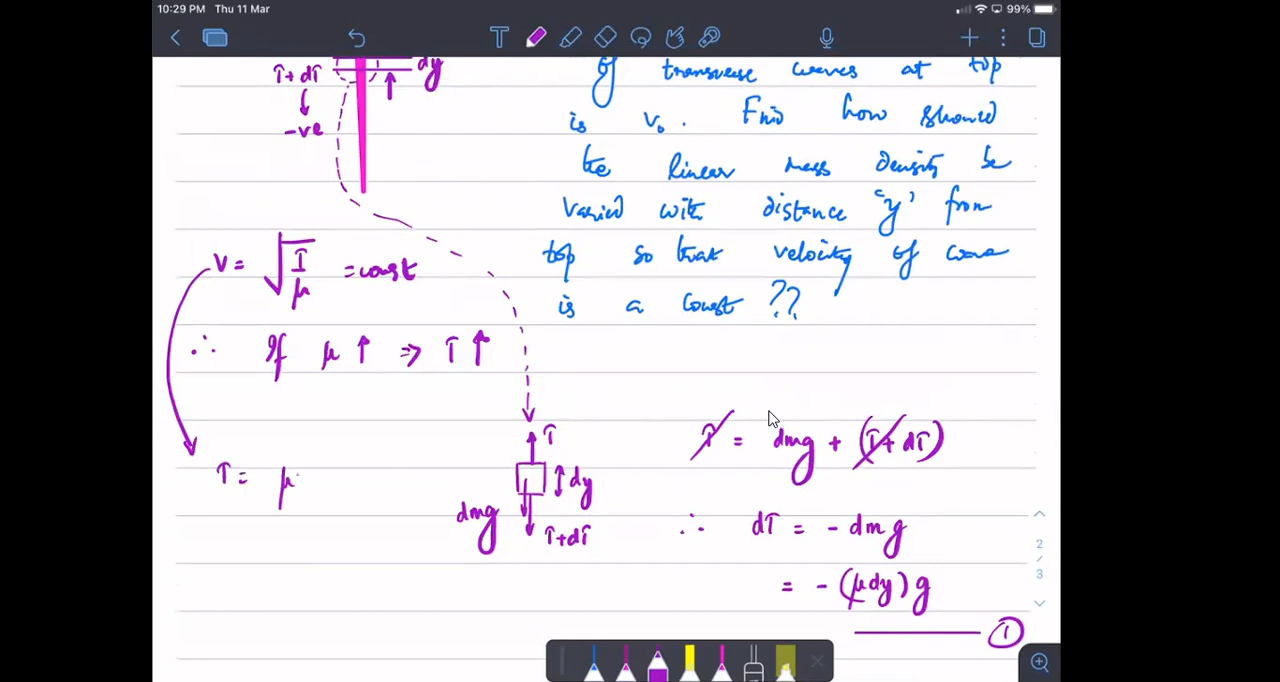 10:29 PM Thu 11 Mar
99%
T
T+dT
dy
-ve
of transverse waves at top
is v₀. Find how should
the linear mass density be
varied with distance 'y' from
top so that velocity of wave
is a const ??
V = √(T/μ) = const
∴ If μ ↑ ⇒ T ↑
T = μ
T
dy
dmg
T+dT
T = dmg + (T+dT)
∴ dT = - dmg
= - (μdy)g
1
2
/
3